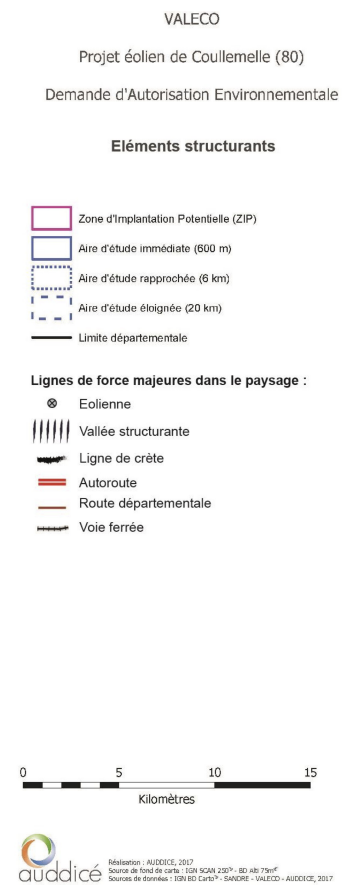 VALECO
Projet éolien de Coullemelle (80)
Demande d'Autorisation Environnementale
Eléments structurants
Zone d'Implantation Potentielle (ZIP)
Aire d'étude immédiate (600 m)
Aire d'étude rapprochée (6 km)
Aire d'étude éloignée (20 km)
Limite départementale
Lignes de force majeures dans le paysage :
Eolienne
Vallée structurante
Ligne de crète
Autoroute
Route départementale
Voie ferrée
0 5 10 15
Kilomètres
auddicé
Réalisation : AUDDICE, 2017
Source de fond de carte : IGN SCAN 250 - BD Alti 75m
Sources de données : IGN BD Carto - SANDRE - VALECO - AUDDICE, 2017